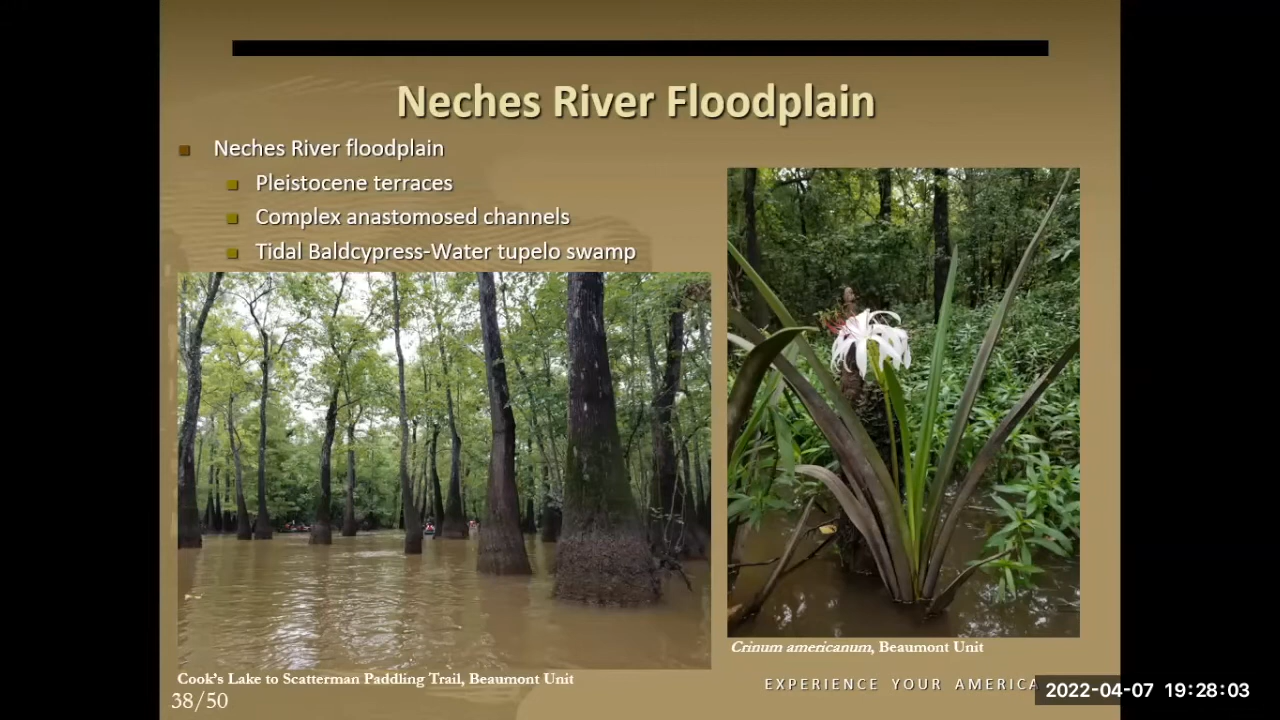 Neches River Floodplain
Neches River floodplain
Pleistocene terraces
Complex anastomosed channels
Tidal Baldcypress-Water tupelo swamp
Crinum americanum, Beaumont Unit
Cook's Lake to Scatterman Paddling Trail, Beaumont Unit
EXPERIENCE YOUR AMERICA
2022-04-07 19:28:03
38/50